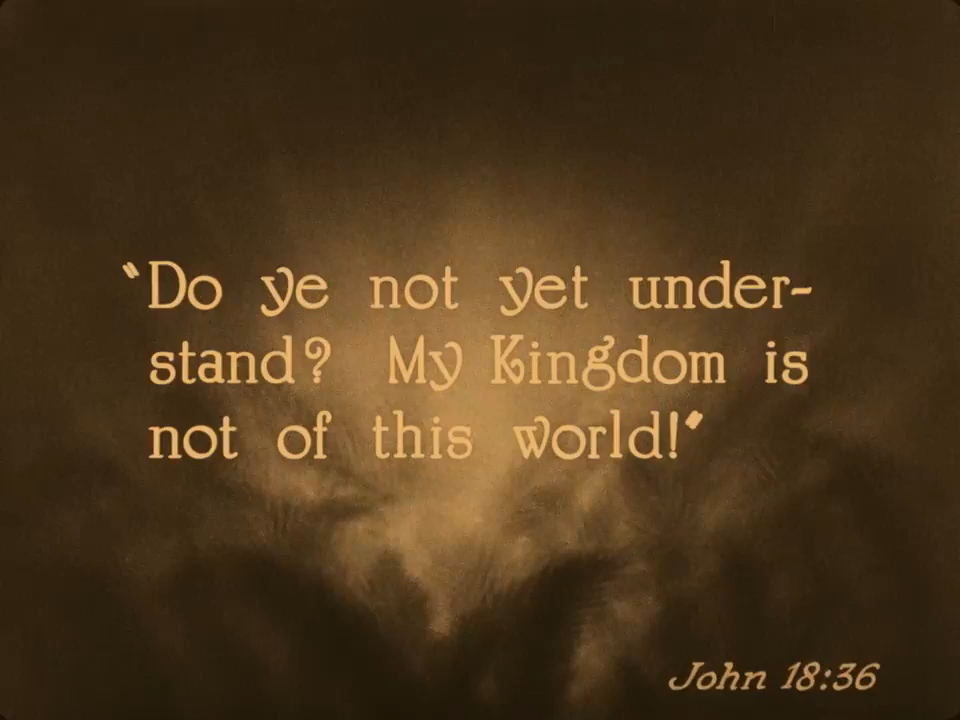 “Do ye not yet under-
stand? My Kingdom is
not of this world!”
John 18:36